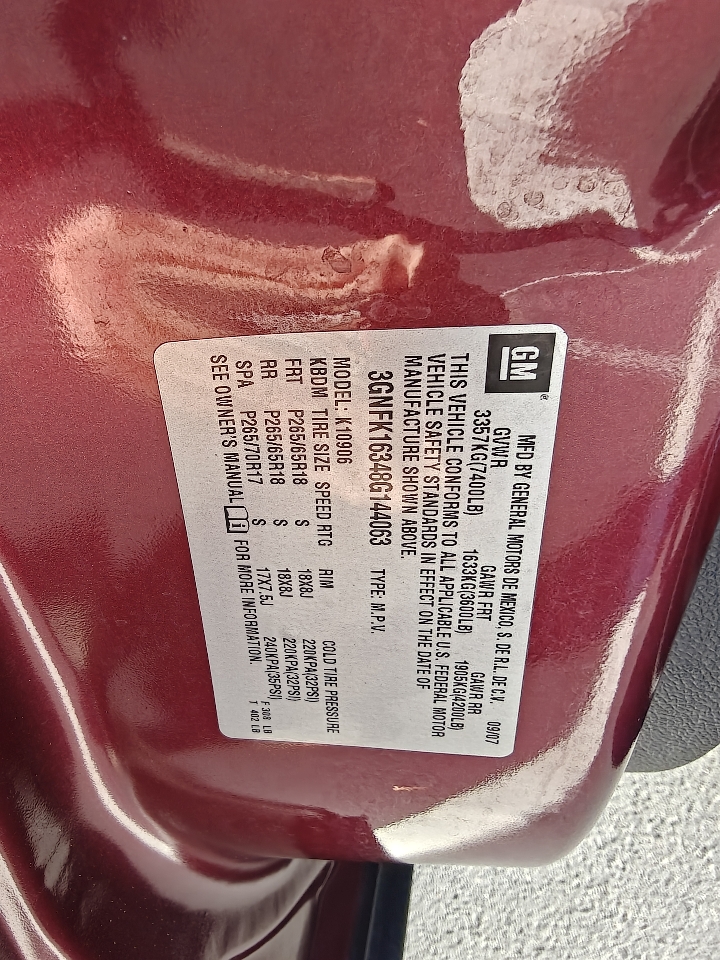 GM®
MFD BY GENERAL MOTORS DE MEXICO, S. DE R.L. DE C.V. 09/07
GVWR GAWR FRT GAWR RR
3357KG(7400LB) 1633KG(3600LB) 1905KG(4200LB)
THIS VEHICLE CONFORMS TO ALL APPLICABLE U.S. FEDERAL MOTOR
VEHICLE SAFETY STANDARDS IN EFFECT ON THE DATE OF
MANUFACTURE SHOWN ABOVE.
3GNFK16348G144063 TYPE: M.P.V.
MODEL: K10906
KBDM TIRE SIZE SPEED RTG RIM COLD TIRE PRESSURE
FRT P265/65R18 S 18X8J 220KPA(32PSI)
RR P265/65R18 S 18X8J 220KPA(32PSI)
SPA P265/70R17 S 17X7.5J 240KPA(35PSI) F 308 LB
SEE OWNER'S MANUAL FOR MORE INFORMATION. T 402 LB